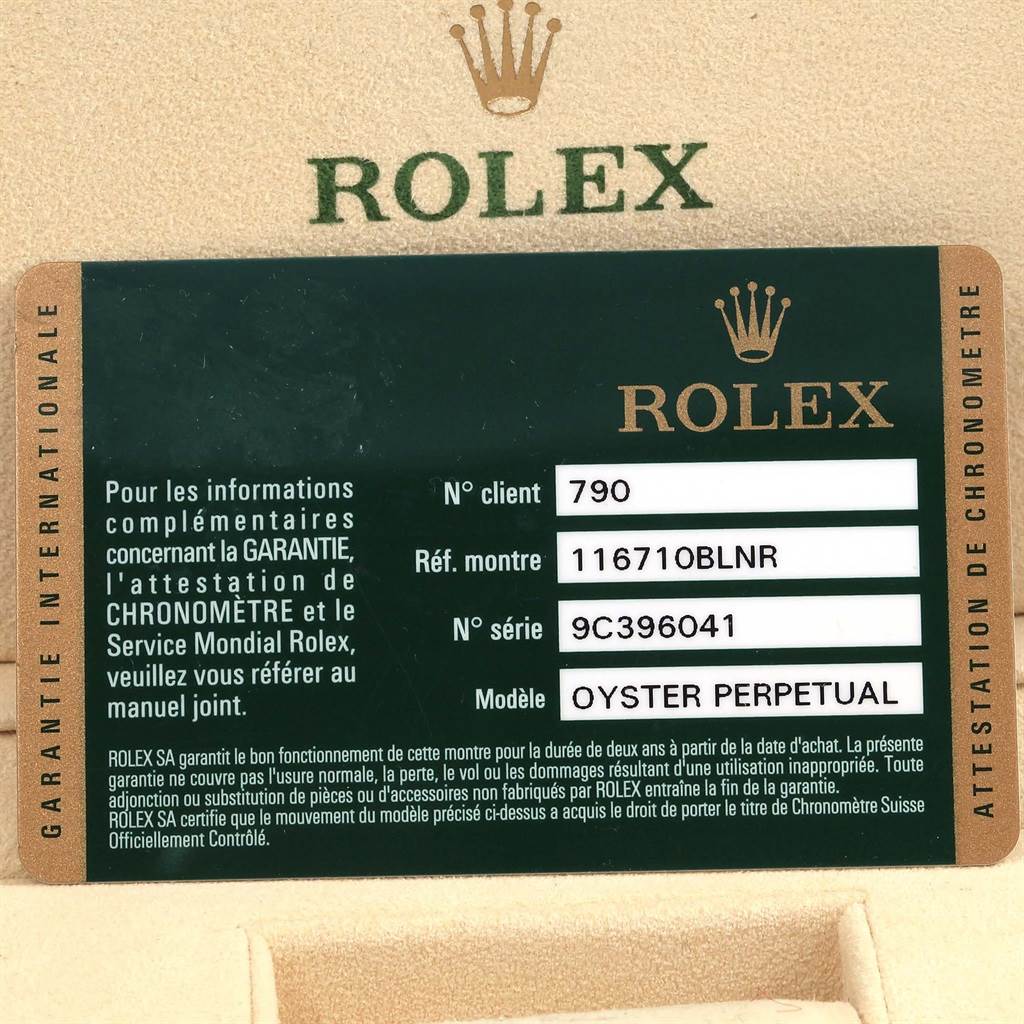 ROLEX
GARANTIE INTERNATIONALE
ROLEX
Pour les informations
complémentaires
concernant la GARANTIE,
l'attestation de
CHRONOMÈTRE et le
Service Mondial Rolex,
veuillez vous référer au
manuel joint.
N° client 790
Réf. montre 116710BLNR
N° série 9C396041
Modèle OYSTER PERPETUAL
ROLEX SA garantit le bon fonctionnement de cette montre pour la durée de deux ans à partir de la date d'achat. La présente
garantie ne couvre pas l'usure normale, la perte, le vol ou les dommages résultant d'une utilisation inappropriée. Toute
adjonction ou substitution de pièces ou d'accessoires non fabriqués par ROLEX entraîne la fin de la garantie.
ROLEX SA certifie que le mouvement du modèle précisé ci-dessus a acquis le droit de porter le titre de Chronomètre Suisse
Officiellement Contrôlé.
ATTESTATION DE CHRONOMETRE